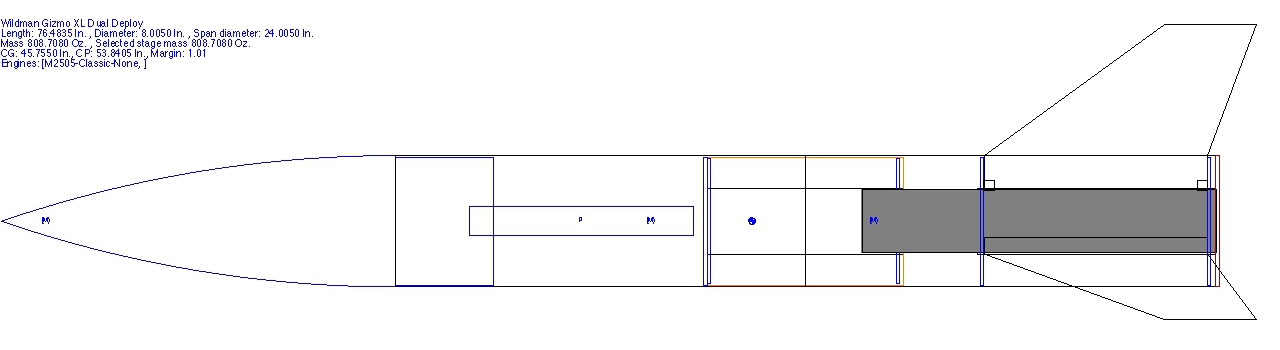 Wildman Gizmo XL Dual Deploy
Length: 76.4835 In. , Diameter: 8.0050 In. , Span diameter: 24.0050 In.
Mass 808.7080 Oz. , Selected stage mass 808.7080 Oz.
CG: 45.7550 In., CP: 53.8405 In., Margin: 1.01
Engines: [M2505-Classic-None, ]
(M) P (M) (M)